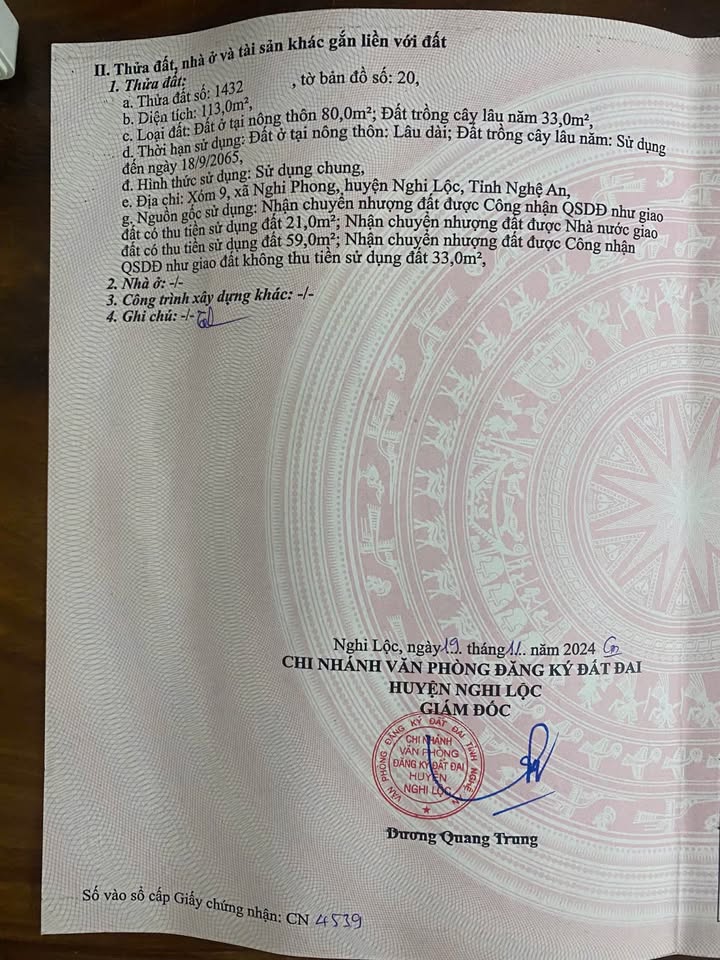 II. Thửa đất, nhà ở và tài sản khác gắn liền với đất
1. Thửa đất:
a. Thửa đất số: 1432 , tờ bản đồ số: 20,
b. Diện tích: 113,0m²,
c. Loại đất: Đất ở tại nông thôn 80,0m²; Đất trồng cây lâu năm 33,0m²,
d. Thời hạn sử dụng: Đất ở tại nông thôn: Lâu dài; Đất trồng cây lâu năm: Sử dụng
đến ngày 18/9/2065,
đ. Hình thức sử dụng: Sử dụng chung,
e. Địa chỉ: Xóm 9, xã Nghi Phong, huyện Nghi Lộc, Tỉnh Nghệ An,
g. Nguồn gốc sử dụng: Nhận chuyển nhượng đất được Công nhận QSDĐ như giao
đất có thu tiền sử dụng đất 21,0m²; Nhận chuyển nhượng đất được Nhà nước giao
đất có thu tiền sử dụng đất 59,0m²; Nhận chuyển nhượng đất được Công nhận
QSDĐ như giao đất không thu tiền sử dụng đất 33,0m²,
2. Nhà ở: -/-
3. Công trình xây dựng khác: -/-
4. Ghi chú: -/-
Nghi Lộc, ngày 19. tháng 11.. năm 2024
CHI NHÁNH VĂN PHÒNG ĐĂNG KÝ ĐẤT ĐAI
HUYỆN NGHI LỘC
GIÁM ĐỐC
VĂN PHÒNG ĐĂNG KÝ ĐẤT ĐAI TỈNH NGHỆ AN
CHI NHÁNH
VĂN PHÒNG
ĐĂNG KÝ ĐẤT ĐAI
HUYỆN
NGHI LỘC
Dương Quang Trung
Số vào sổ cấp Giấy chứng nhận: CN 4539